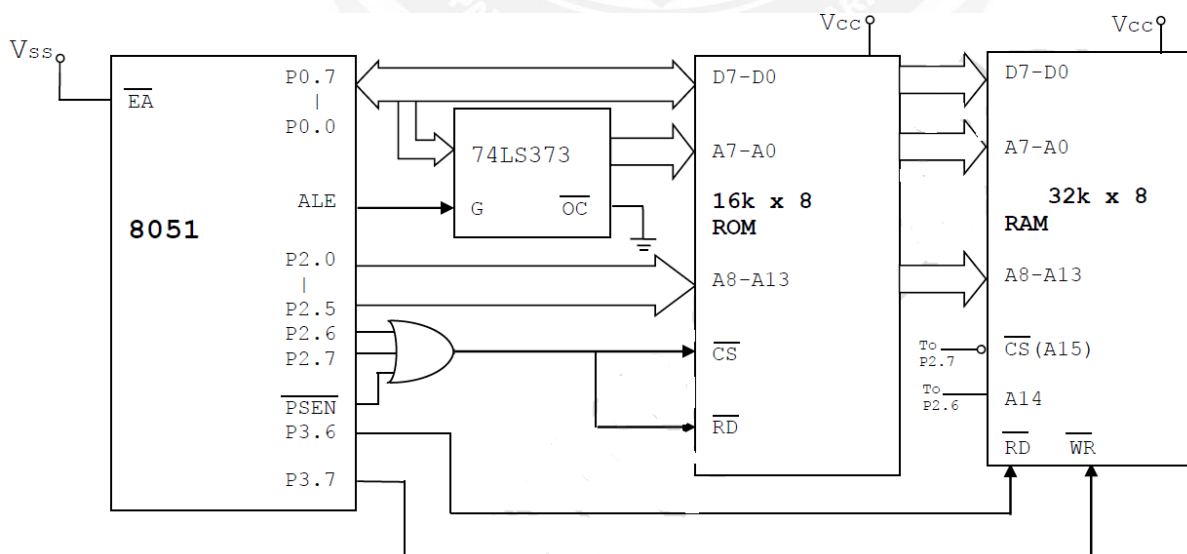 Vss
EA
P0.7
|
P0.0
ALE
8051
P2.0
|
P2.5
P2.6
P2.7
PSEN
P3.6
P3.7
74LS373
G
OC
Vcc
D7-D0
A7-A0
16k x 8
ROM
A8-A13
CS
RD
Vcc
D7-D0
A7-A0
32k x 8
RAM
A8-A13
To
P2.7
CS(A15)
To
P2.6
A14
RD
WR